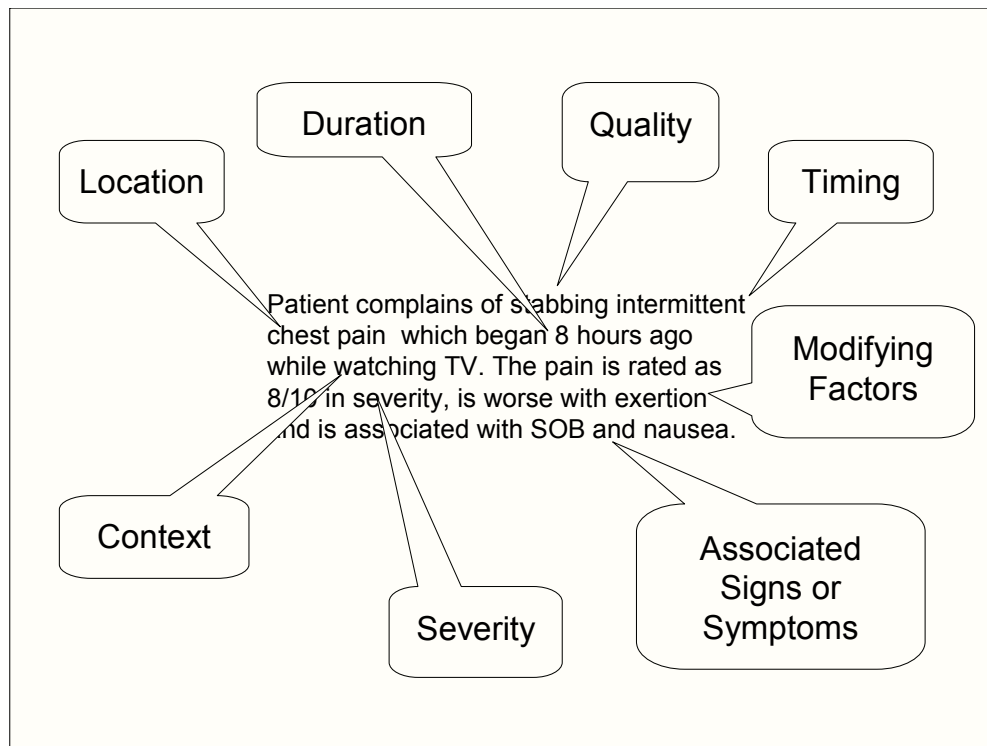 Duration
Quality
Location
Timing
Patient complains of stabbing intermittent
chest pain which began 8 hours ago
while watching TV. The pain is rated as
8/10 in severity, is worse with exertion
and is associated with SOB and nausea.
Modifying
Factors
Context
Severity
Associated
Signs or
Symptoms